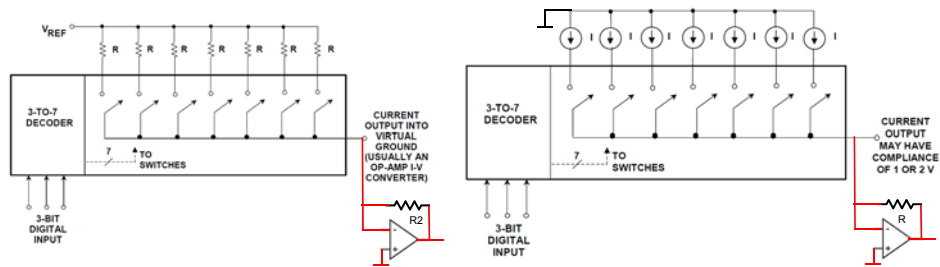 VREF
R R R R R R
3-TO-7
DECODER
7
TO
SWITCHES
3-BIT
DIGITAL
INPUT
CURRENT
OUTPUT INTO
VIRTUAL
GROUND
(USUALLY AN
OP-AMP I-V
CONVERTER)
R2
-
+
I I I I I I I
3-TO-7
DECODER
7
TO
SWITCHES
3-BIT
DIGITAL
INPUT
CURRENT
OUTPUT
MAY HAVE
COMPLIANCE
OF 1 OR 2 V
R
-
+